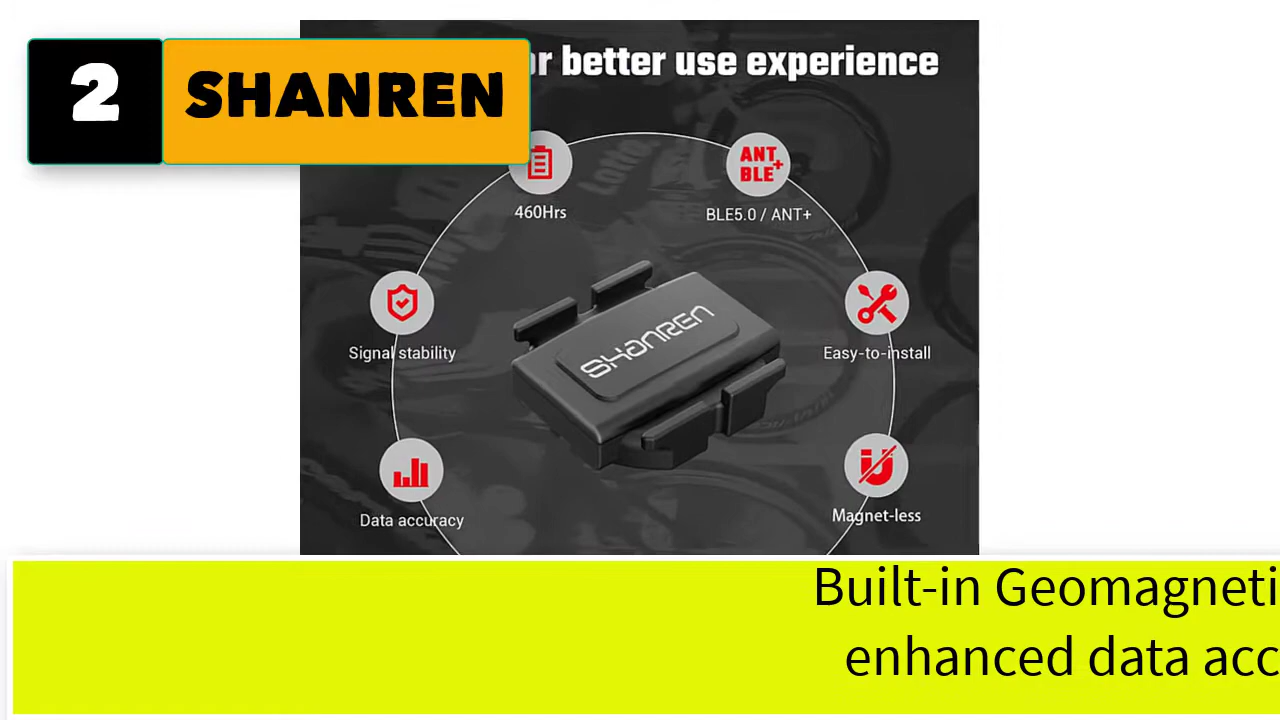 2 SHANREN
or better use experience
ANT+
BLE
460Hrs
BLE5.0 / ANT+
SHANREN
Signal stability
Easy-to-install
Data accuracy
Magnet-less
Built-in Geomagneti
enhanced data acc